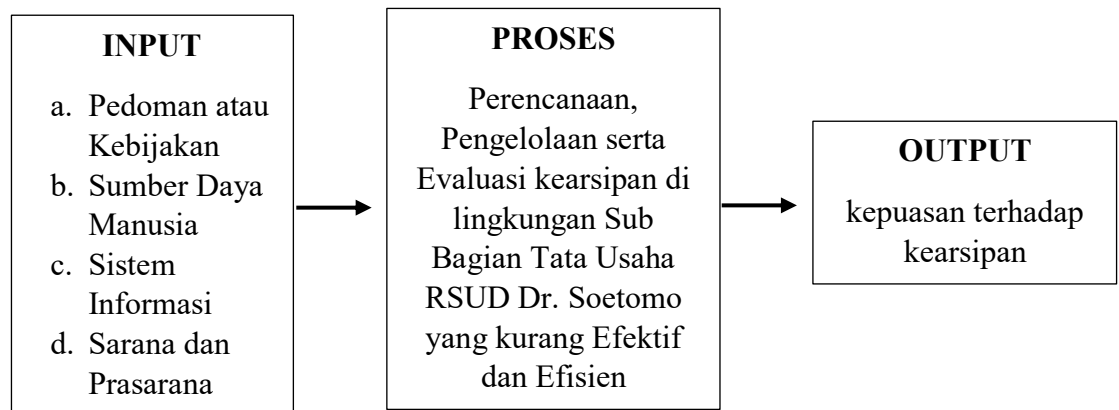 INPUT
a. Pedoman atau
Kebijakan
b. Sumber Daya
Manusia
c. Sistem
Informasi
d. Sarana dan
Prasarana
PROSES
Perencanaan,
Pengelolaan serta
Evaluasi kearsipan di
lingkungan Sub
Bagian Tata Usaha
RSUD Dr. Soetomo
yang kurang Efektif
dan Efisien
OUTPUT
kepuasan terhadap
kearsipan